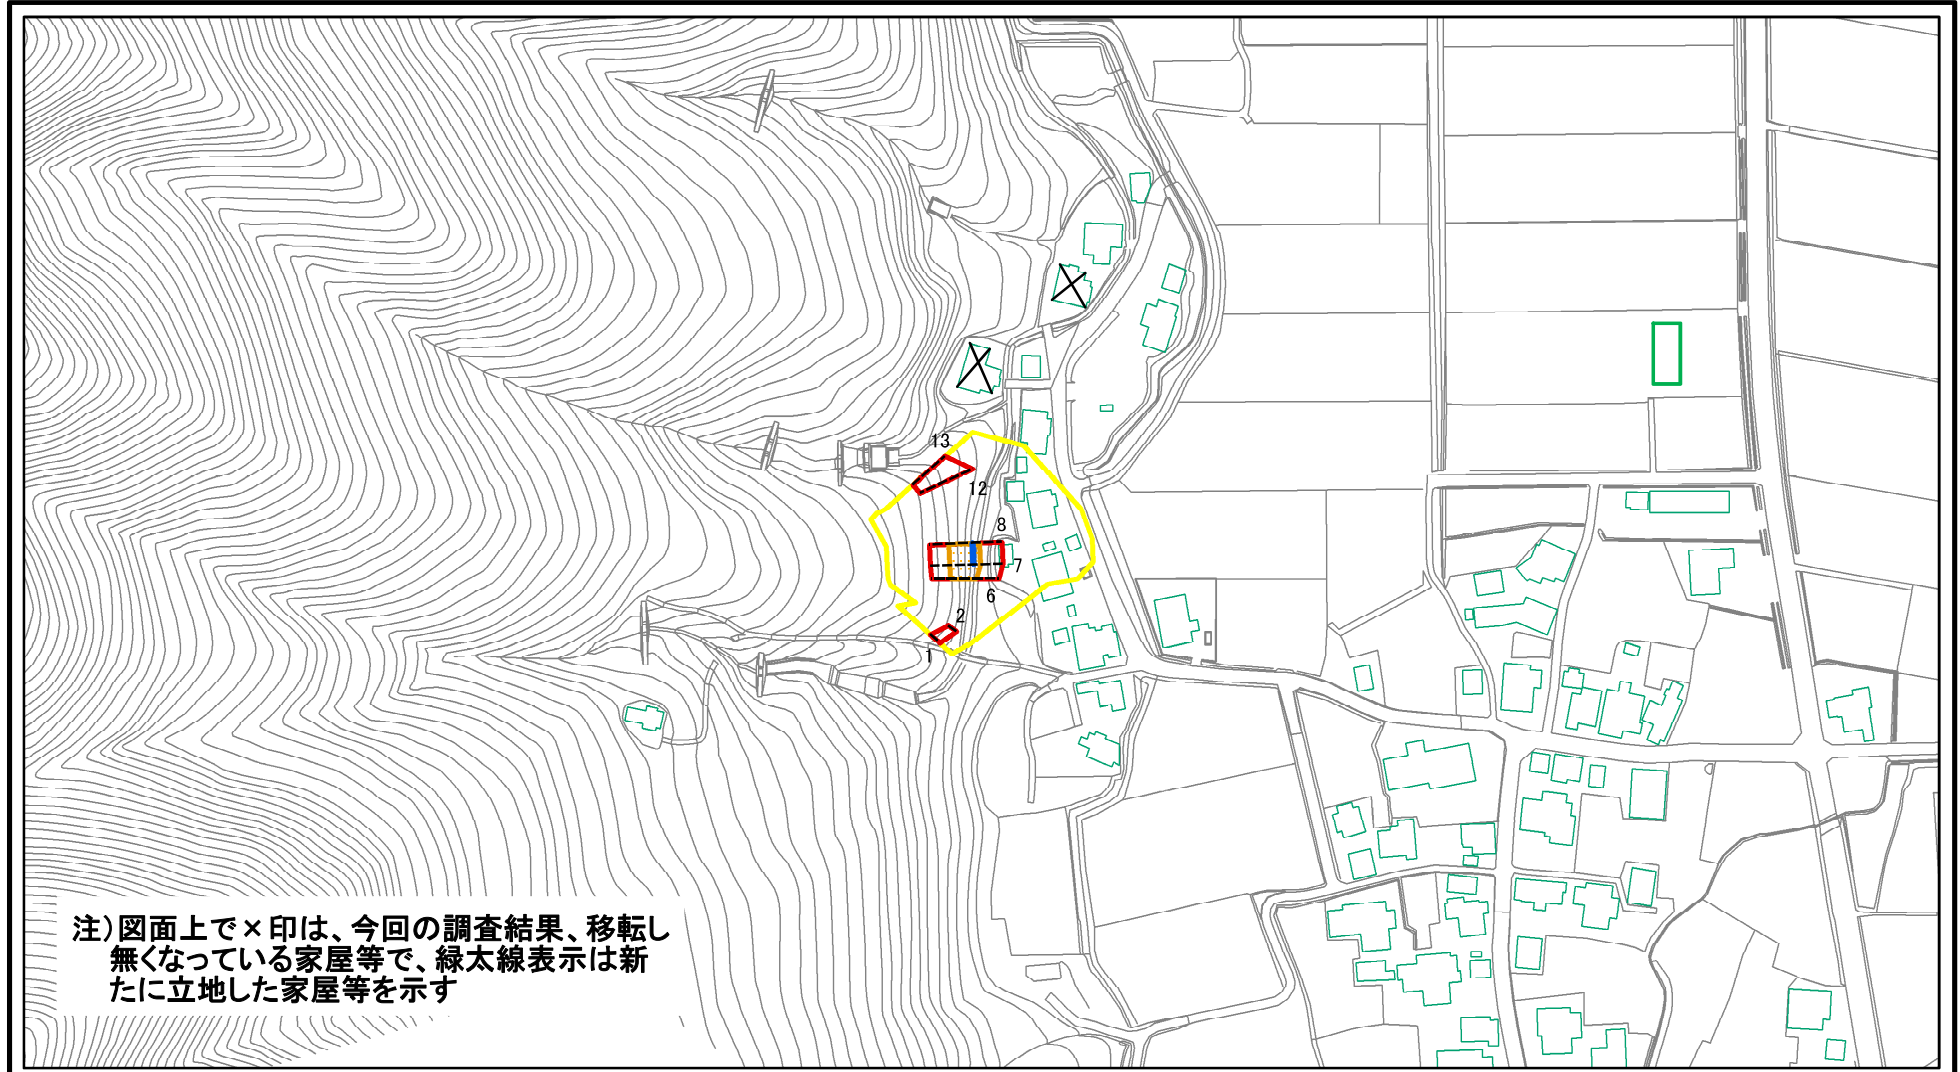 13
12
8
7
6
2
1
注)図面上で×印は、今回の調査結果、移転し
無くなっている家屋等で、緑太線表示は新
たに立地した家屋等を示す